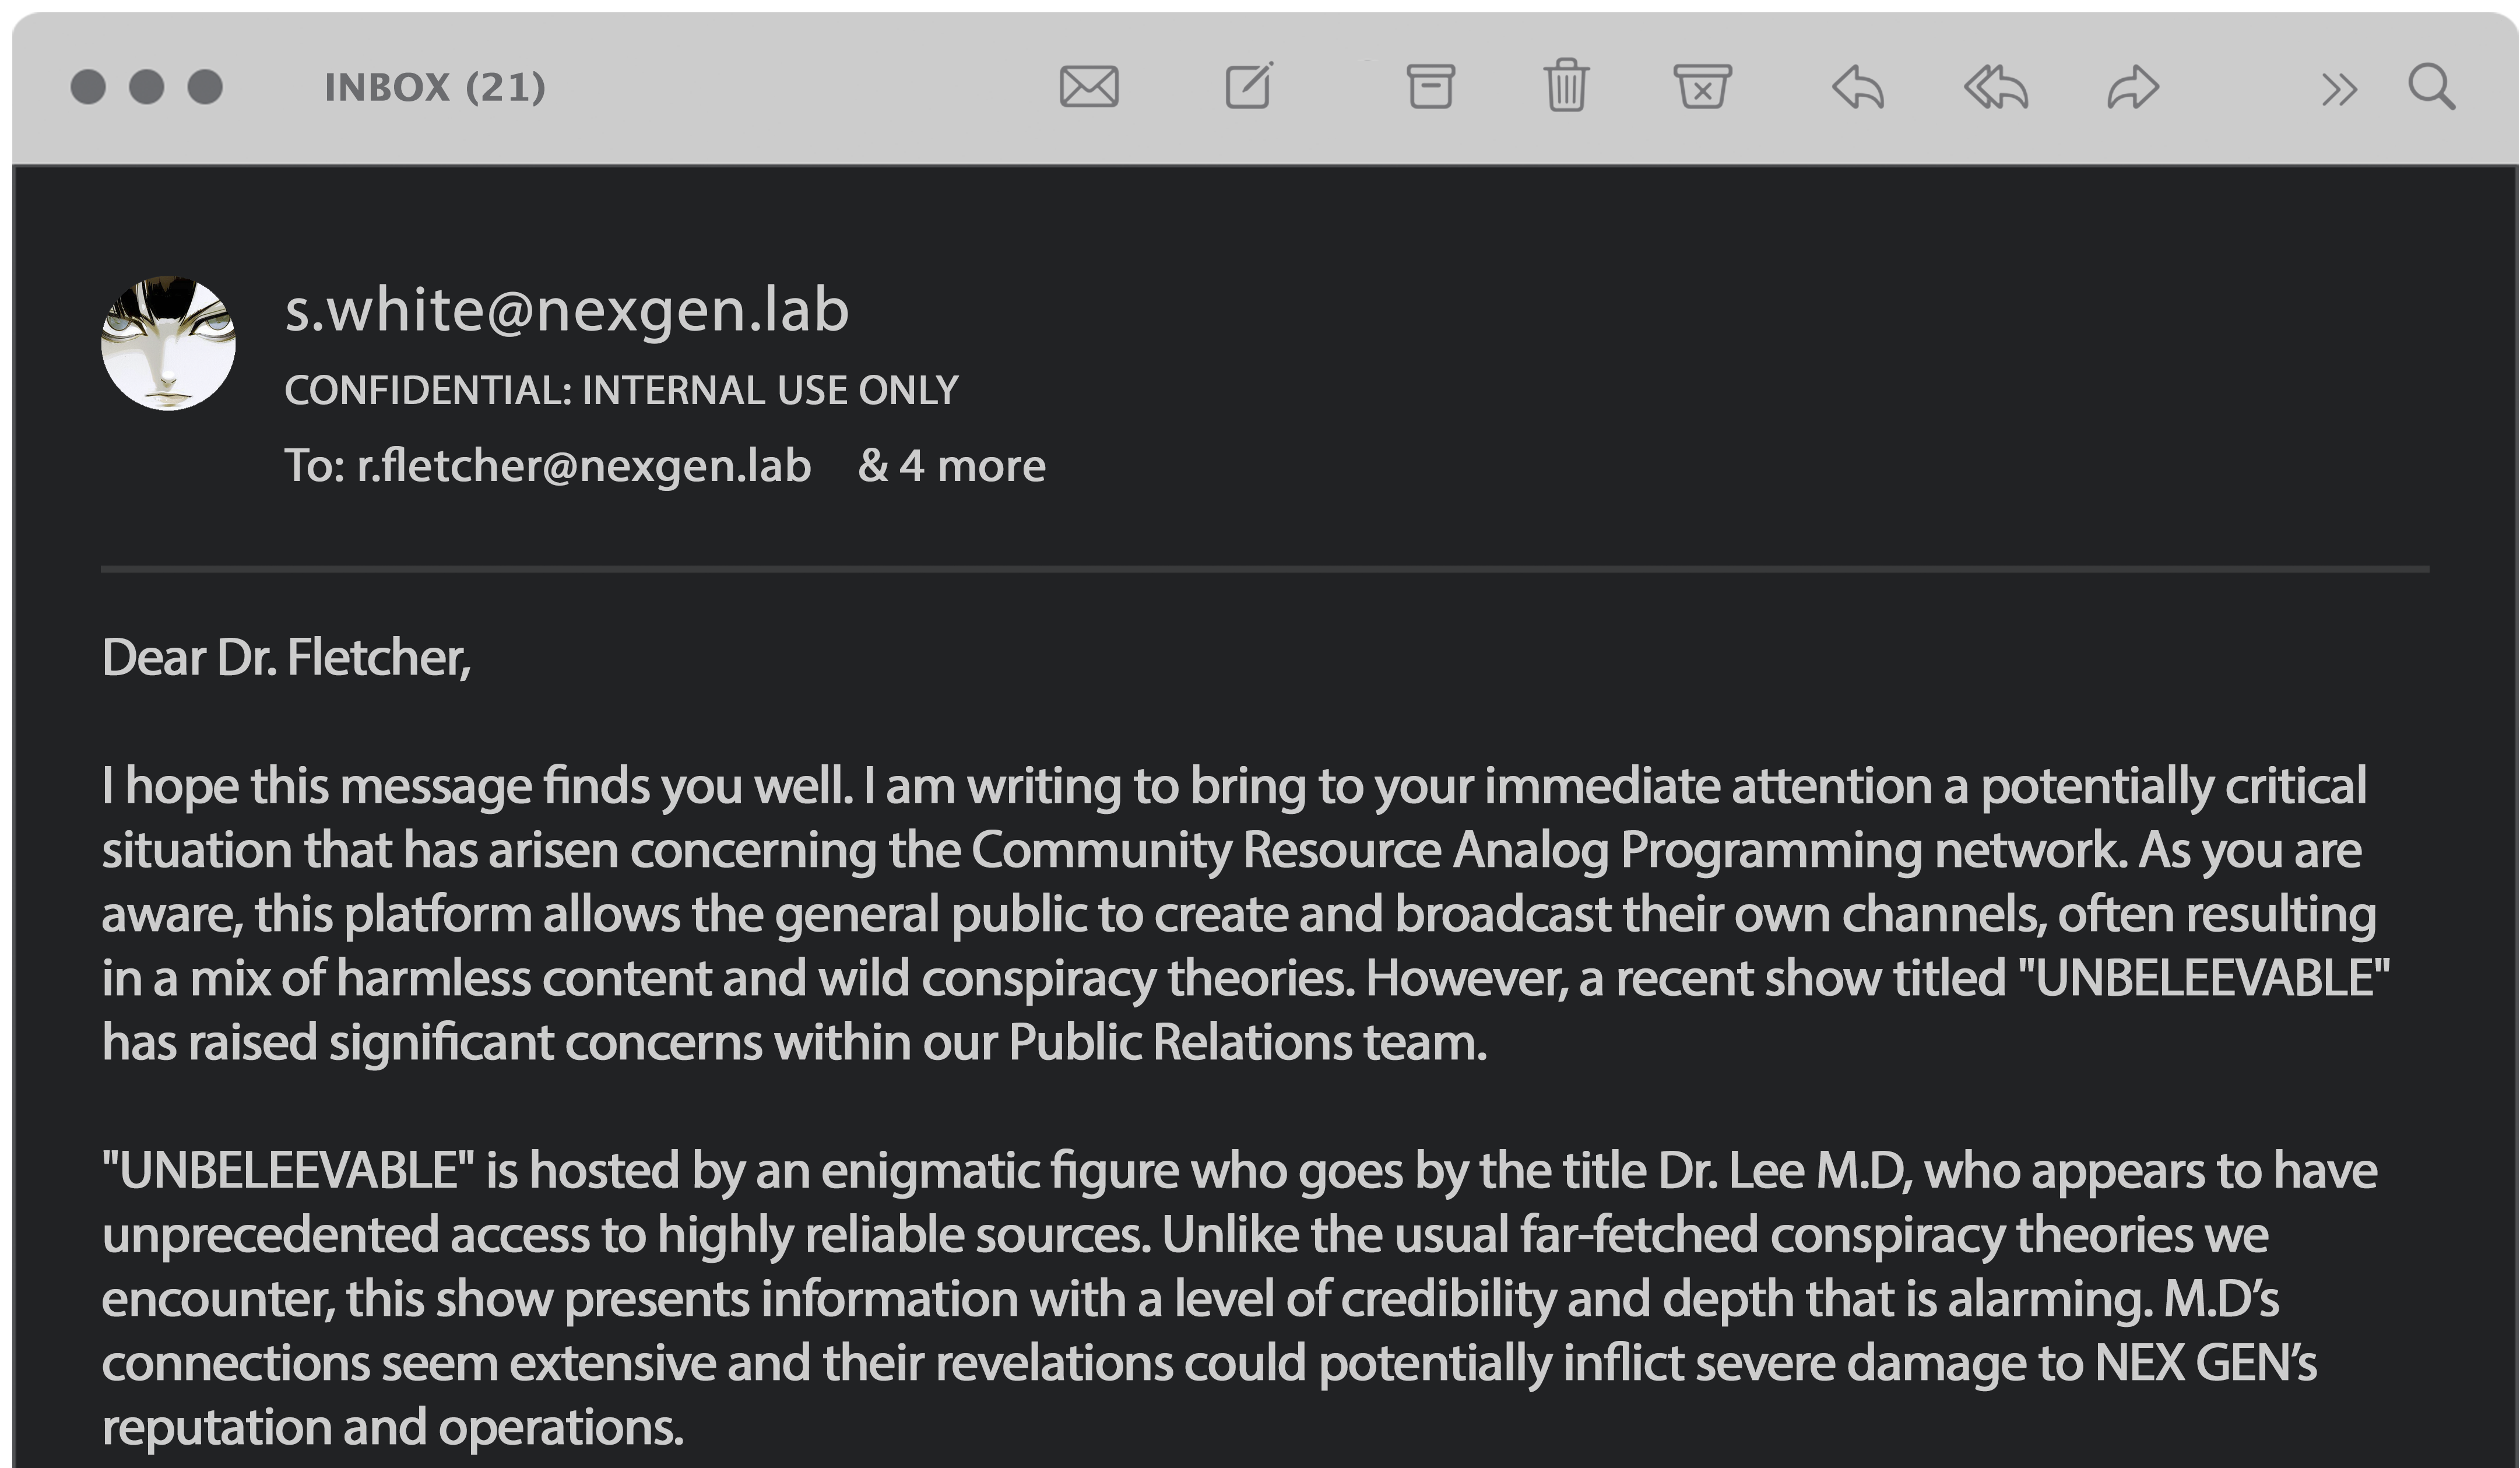 INBOX (21)
s.white@nexgen.lab
CONFIDENTIAL: INTERNAL USE ONLY
To: r.fletcher@nexgen.lab & 4 more
Dear Dr. Fletcher,
I hope this message finds you well. I am writing to bring to your immediate attention a potentially critical
situation that has arisen concerning the Community Resource Analog Programming network. As you are
aware, this platform allows the general public to create and broadcast their own channels, often resulting
in a mix of harmless content and wild conspiracy theories. However, a recent show titled "UNBELEEVABLE"
has raised significant concerns within our Public Relations team.
"UNBELEEVABLE" is hosted by an enigmatic figure who goes by the title Dr. Lee M.D, who appears to have
unprecedented access to highly reliable sources. Unlike the usual far-fetched conspiracy theories we
encounter, this show presents information with a level of credibility and depth that is alarming. M.D’s
connections seem extensive and their revelations could potentially inflict severe damage to NEX GEN’s
reputation and operations.